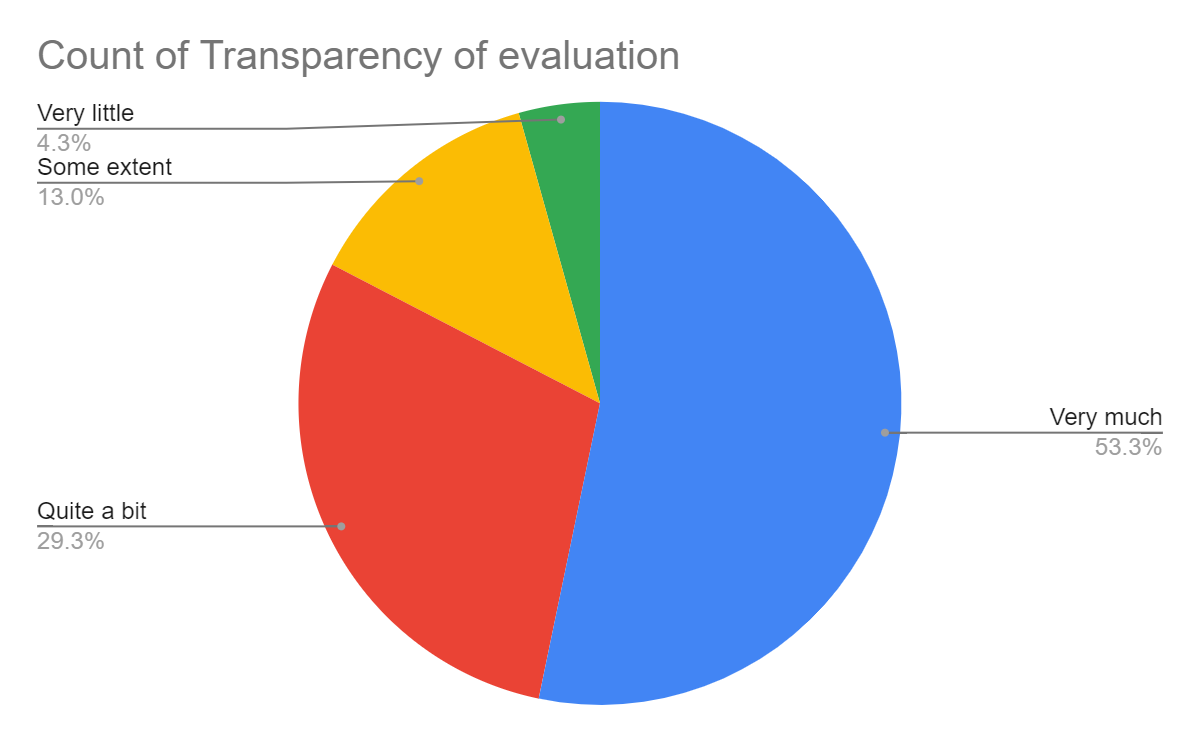 Count of Transparency of evaluation
Very little
4.3%
Some extent
13.0%
Very much
53.3%
Quite a bit
29.3%